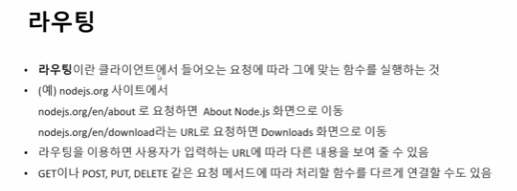 라우팅
• 라우팅이란 클라이언트에서 들어오는 요청에 따라 그에 맞는 함수를 실행하는 것
• (예) nodejs.org 사이트에서
nodejs.org/en/about 로 요청하면 About Node.js 화면으로 이동
nodejs.org/en/download라는 URL로 요청하면 Downloads 화면으로 이동
• 라우팅을 이용하면 사용자가 입력하는 URL에 따라 다른 내용을 보여 줄 수 있음
• GET이나 POST, PUT, DELETE 같은 요청 메서드에 따라 처리할 함수를 다르게 연결할 수도 있음